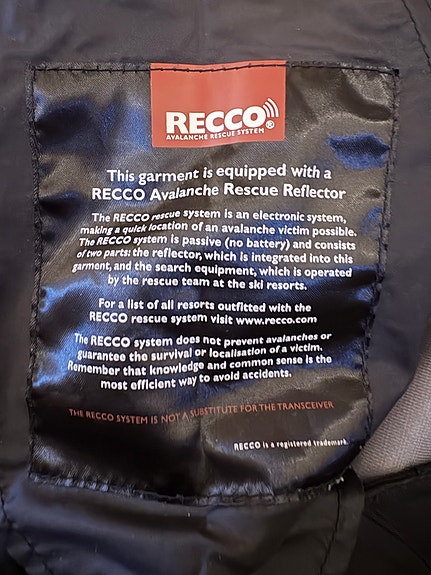 RECCO®
AVALANCHE RESCUE SYSTEM
This garment is equipped with a
RECCO Avalanche Rescue Reflector
The RECCO rescue system is an electronic system,
making a quick location of an avalanche victim possible.
The RECCO system is passive (no battery) and consists
of two parts: the reflector, which is integrated into this
garment, and the search equipment, which is operated
by the rescue team at the ski resorts.
For a list of all resorts outfitted with the
RECCO rescue system visit www.recco.com
The RECCO system does not prevent avalanches or
guarantee the survival or localisation of a victim.
Remember that knowledge and common sense is the
most efficient way to avoid accidents.
THE RECCO SYSTEM IS NOT A SUBSTITUTE FOR THE TRANSCEIVER
RECCO is a registered trademark.